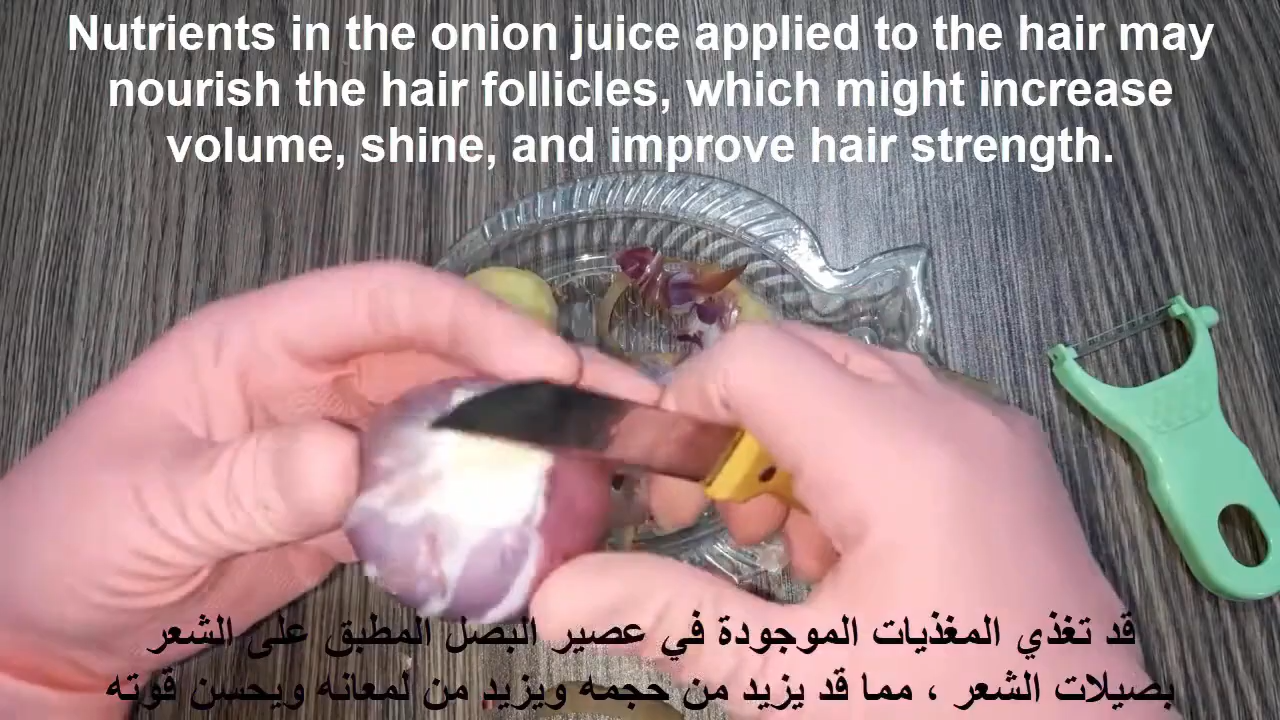 Nutrients in the onion juice applied to the hair may
nourish the hair follicles, which might increase
volume, shine, and improve hair strength.
قد تغذي المغذيات الموجودة في عصير البصل المطبق على الشعر
بصيلات الشعر ، مما قد يزيد من حجمه ويزيد من لمعانه ويحسن قوته